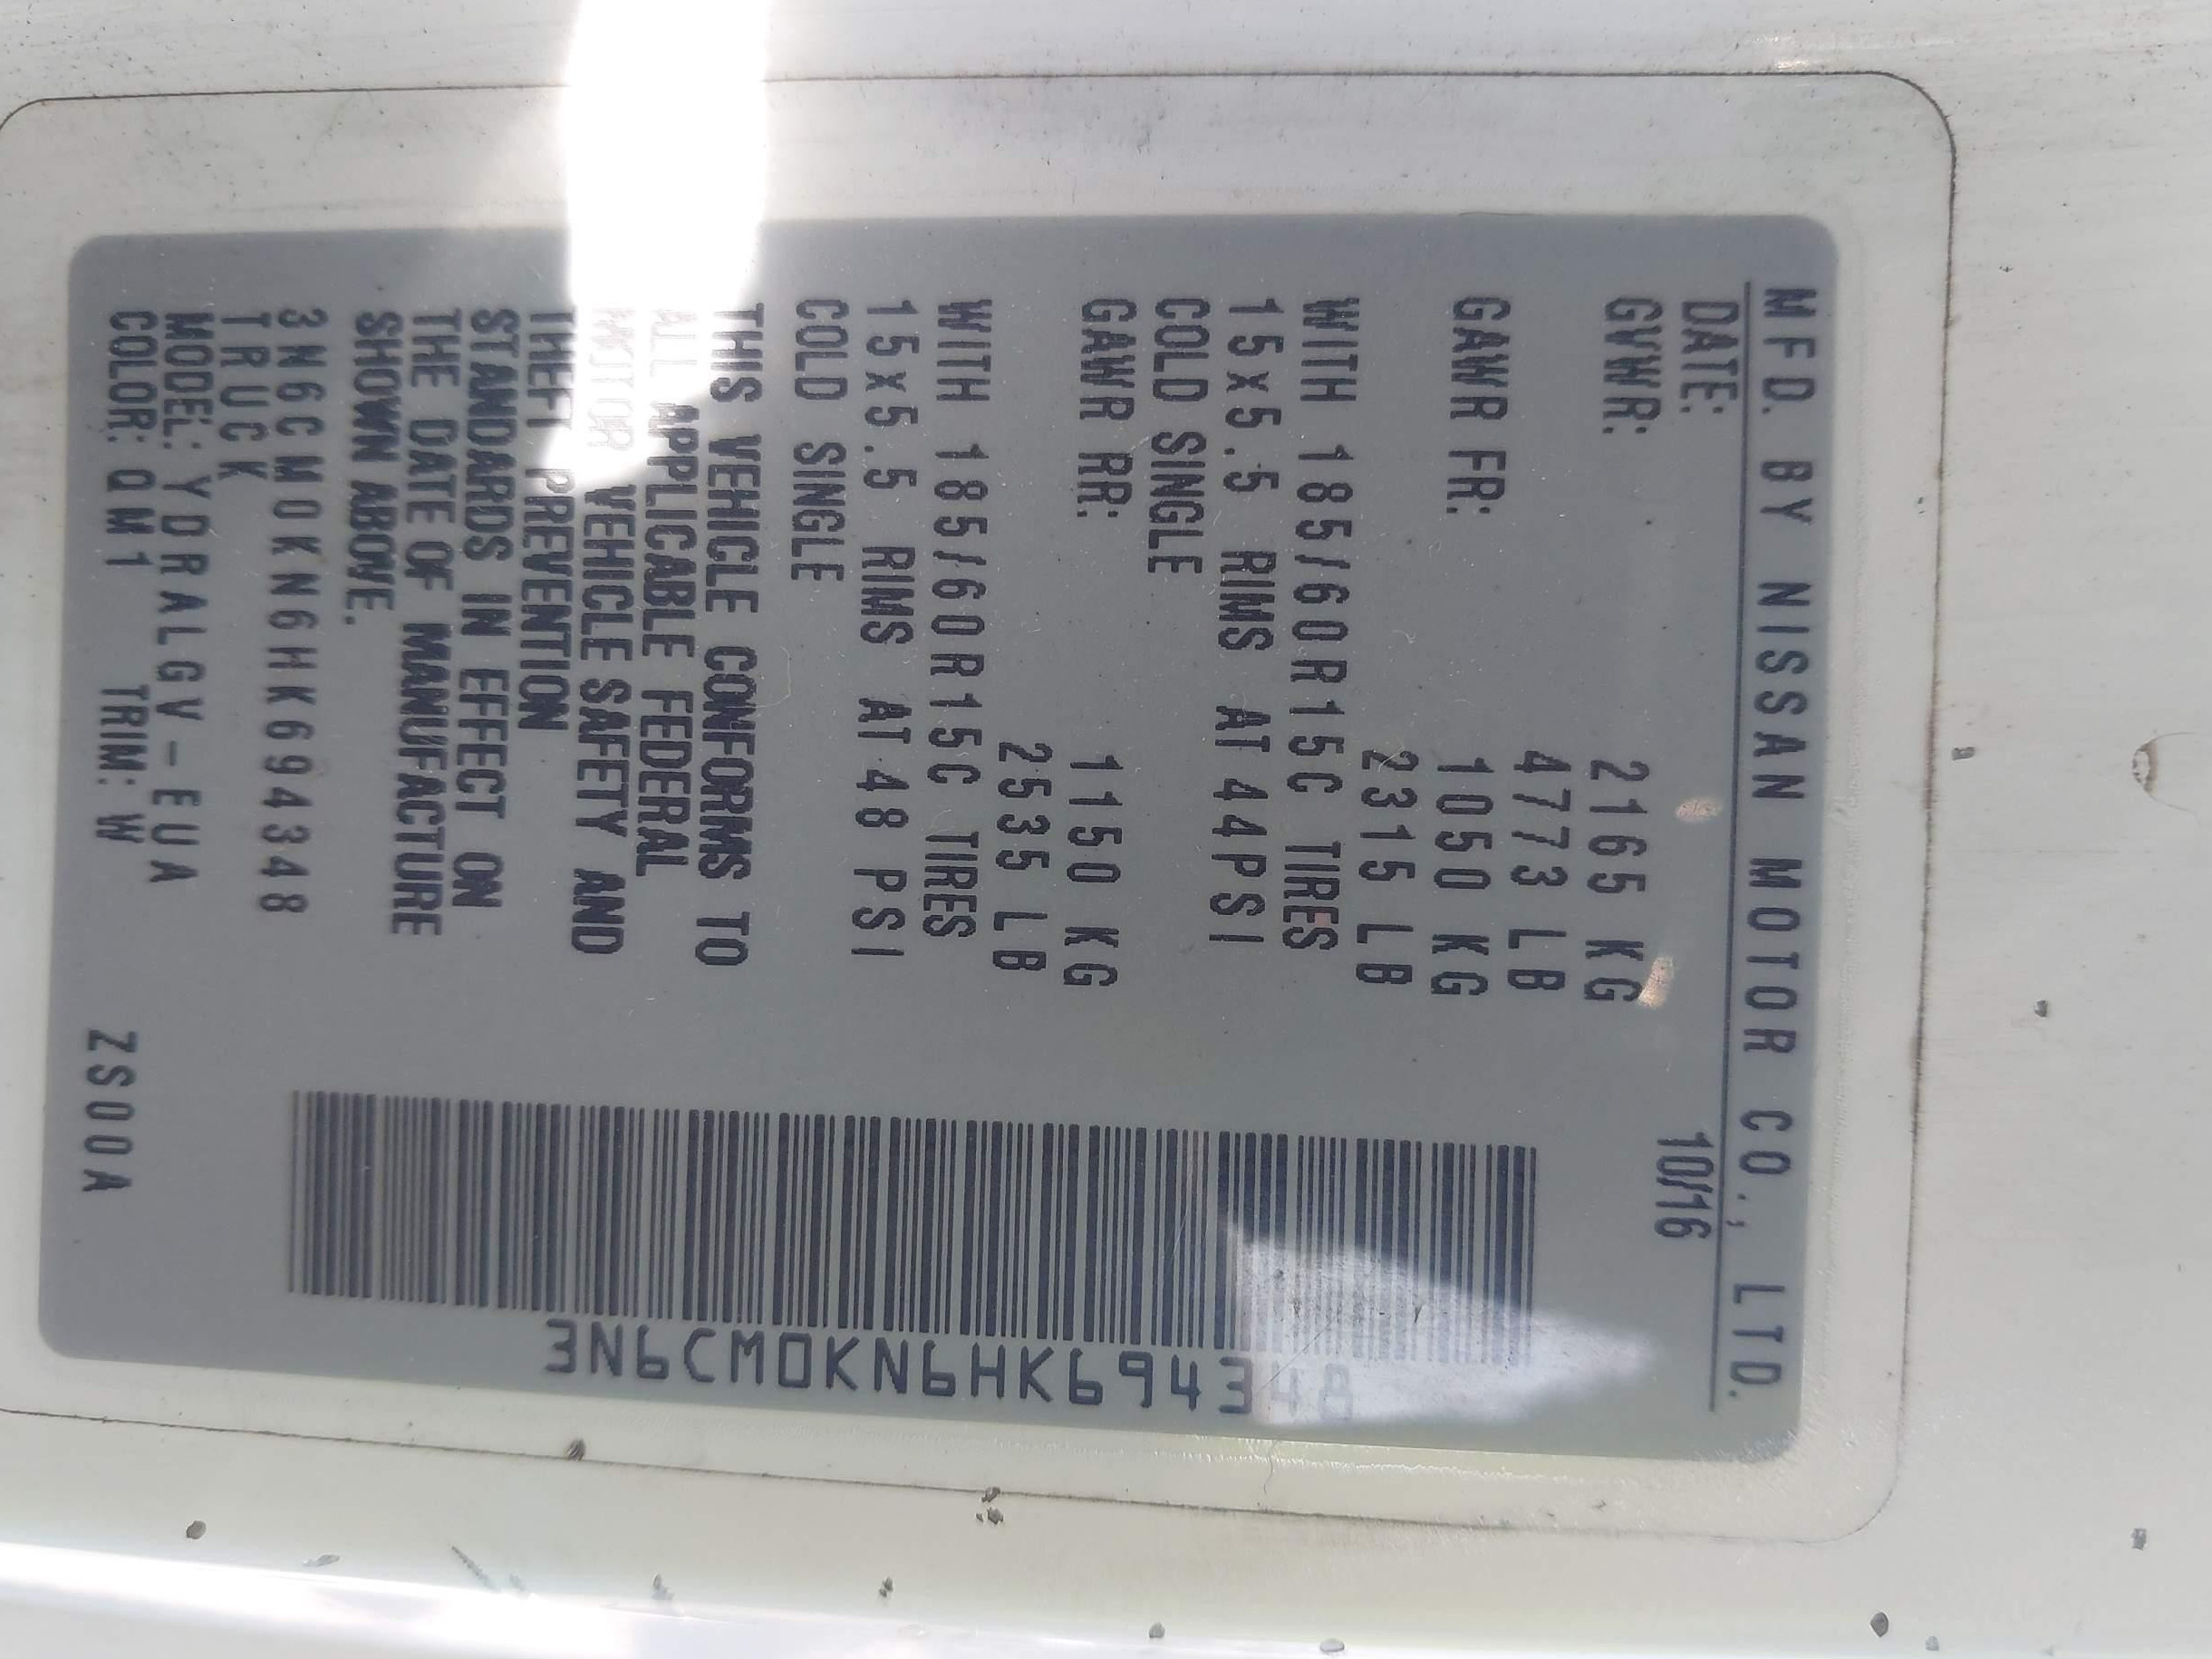 MFD. BY NISSAN MOTOR CO., LTD.
DATE: 10/16
GVWR: 2165 KG
4773 LB
GAWR FR: 1050 KG
2315 LB
WITH 185/60R15C TIRES
15x5.5 RIMS AT 44PSI
COLD SINGLE
GAWR RR: 1150 KG
2535 LB
WITH 185/60R15C TIRES
15x5.5 RIMS AT 48 PSI
COLD SINGLE
THIS VEHICLE CONFORMS TO
ALL APPLICABLE FEDERAL
MOTOR VEHICLE SAFETY AND
THEFT PREVENTION
STANDARDS IN EFFECT ON
THE DATE OF MANUFACTURE
SHOWN ABOVE.
3N6CM0KN6HK694348
TRUCK
MODEL: YDRALGV-EUA
COLOR: QM1 TRIM: W ZS00A
3N6CM0KN6HK694348